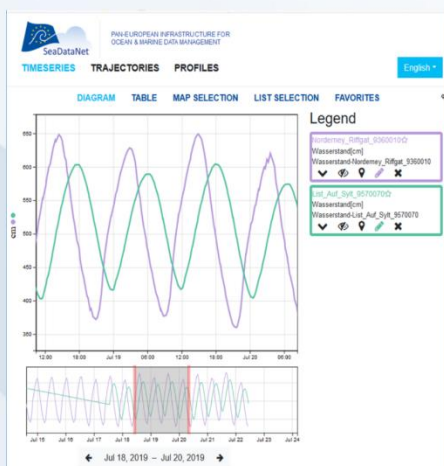 SeaDataNet
PAN-EUROPEAN INFRASTRUCTURE FOR
OCEAN & MARINE DATA MANAGEMENT
TIMESERIES TRAJECTORIES PROFILES
English
DIAGRAM TABLE MAP SELECTION LIST SELECTION FAVORITES
Legend
Norderney_Riffgat_9360010
Wasserstand[cm]
Wasserstand-Norderney_Riffgat_9360010
List_Auf_Sylt_9570070
Wasserstand[cm]
Wasserstand-List_Auf_Sylt_9570070
650
600
550
cm
500
450
400
350
12:00 18:00 Jul 19 06:00 12:00 18:00 Jul 20 06:00
Jul 15 Jul 16 Jul 17 Jul 18 Jul 19 Jul 20 Jul 21 Jul 22 Jul 23 Jul 24
Jul 18, 2019 – Jul 20, 2019